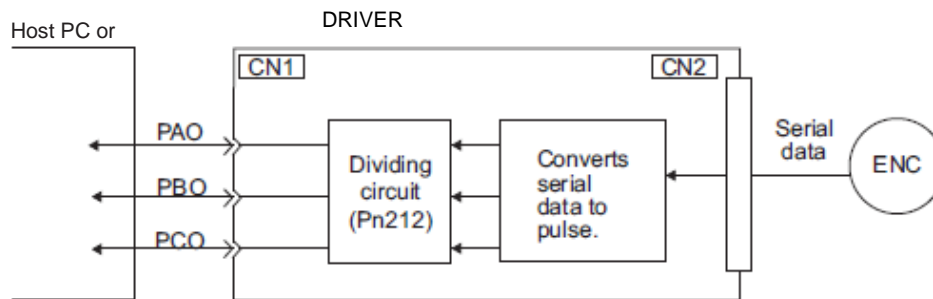 DRIVER
Host PC or
CN1
CN2
PAO
PBO
PCO
Dividing
circuit
(Pn212)
Converts
serial
data to
pulse.
Serial
data
ENC